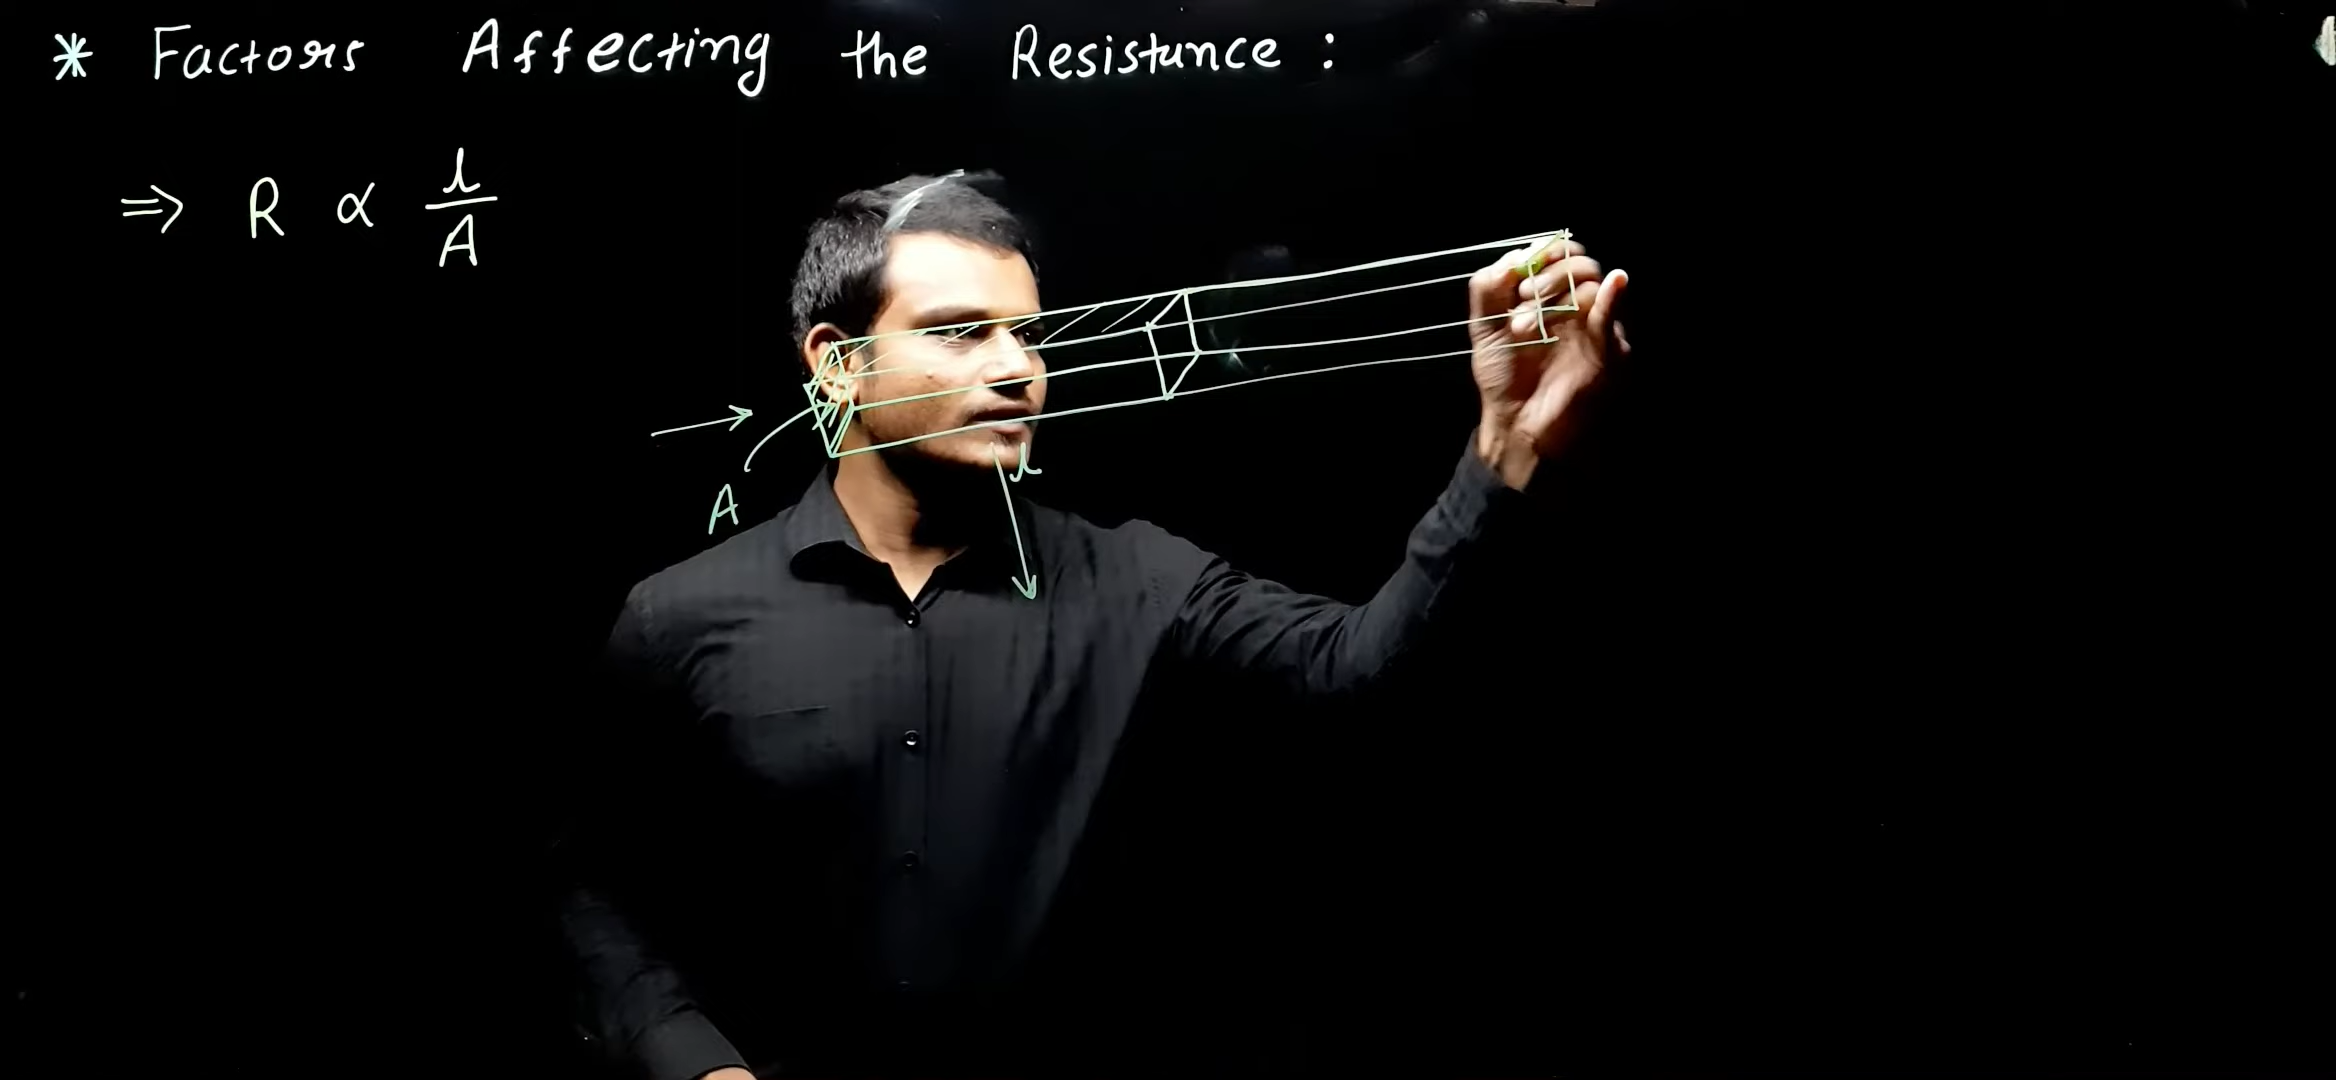 * Factors Affecting the Resistance :
⇒ R ∝ l/A
A
l